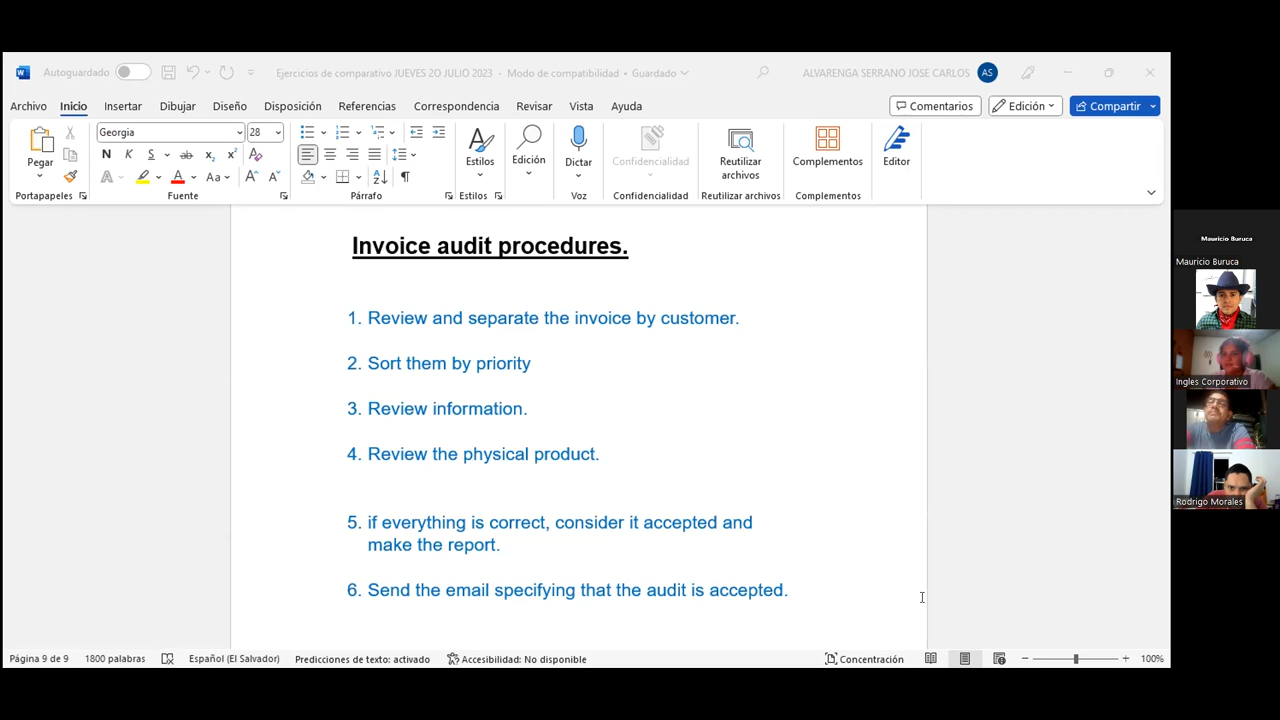 Autoguardado
Ejercicios de comparativo JUEVES 2O JULIO 2023 - Modo de compatibilidad • Guardado
ALVARENGA SERRANO JOSE CARLOS AS
Archivo Inicio Insertar Dibujar Diseño Disposición Referencias Correspondencia Revisar Vista Ayuda
Comentarios Edición Compartir
Georgia 28
N K S ab x₂ x²
A A Aa A A
Pegar Estilos Edición Dictar Confidencialidad Reutilizar archivos Complementos Editor
Portapapeles Fuente Párrafo Estilos Voz Confidencialidad Reutilizar archivos Complementos
Invoice audit procedures.
1. Review and separate the invoice by customer.
2. Sort them by priority
3. Review information.
4. Review the physical product.
5. if everything is correct, consider it accepted and
make the report.
6. Send the email specifying that the audit is accepted.
Página 9 de 9 1800 palabras Español (El Salvador) Predicciones de texto: activado Accesibilidad: No disponible Concentración 100%
Mauricio Buruca
Mauricio Buruca
Ingles Corporativo
Rodrigo Morales